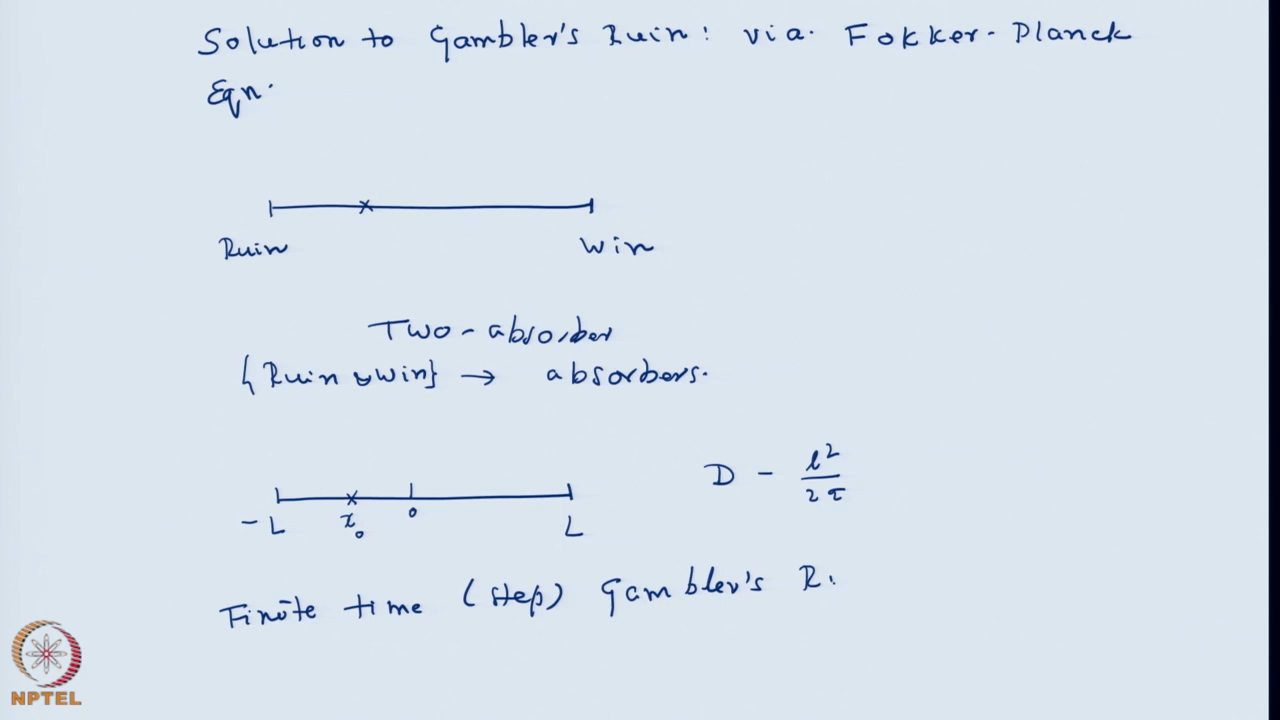 Solution to Gambler's Ruin: via Fokker-Planck
Eqn.
Ruin Win
Two-absorber
{Ruin & Win} → absorbers.
D - l²/2τ
-L x₀ 0 L
Finite time (step) Gambler's R.
NPTEL